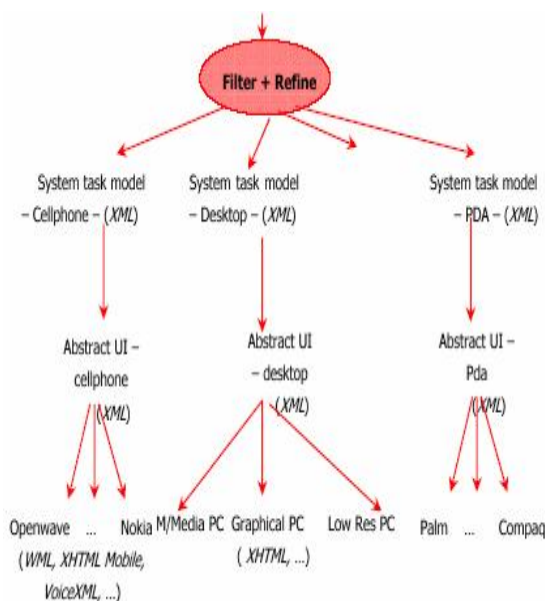 Filter + Refine
System task model
– Cellphone – (XML)
System task model
– Desktop – (XML)
System task model
– PDA – (XML)
Abstract UI –
cellphone
(XML)
Abstract UI
– desktop
(XML)
Abstract UI –
Pda
(XML)
Openwave ... Nokia
(WML, XHTML Mobile,
VoiceXML, ...)
M/Media PC Graphical PC Low Res PC
( XHTML, ...)
Palm ... Compaq